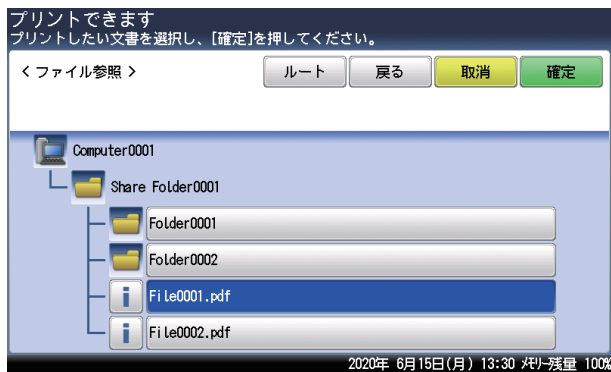 プリントできます
プリントしたい文書を選択し、[確定]を押してください。
<ファイル参照>
ルート 戻る 取消 確定
Computer0001
Share Folder0001
Folder0001
Folder0002
File0001.pdf
File0002.pdf
2020年 6月15日(月) 13:30 メモリー残量 100%